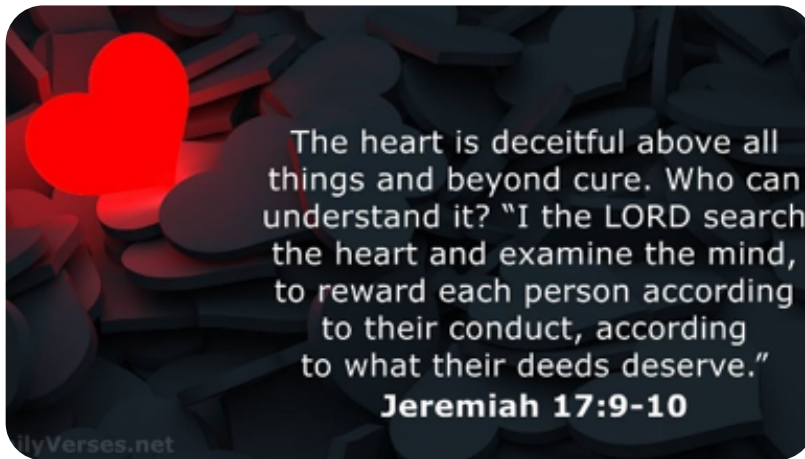 The heart is deceitful above all
things and beyond cure. Who can
understand it? “I the LORD search
the heart and examine the mind,
to reward each person according
to their conduct, according
to what their deeds deserve.”
Jeremiah 17:9-10
ilyVerses.net